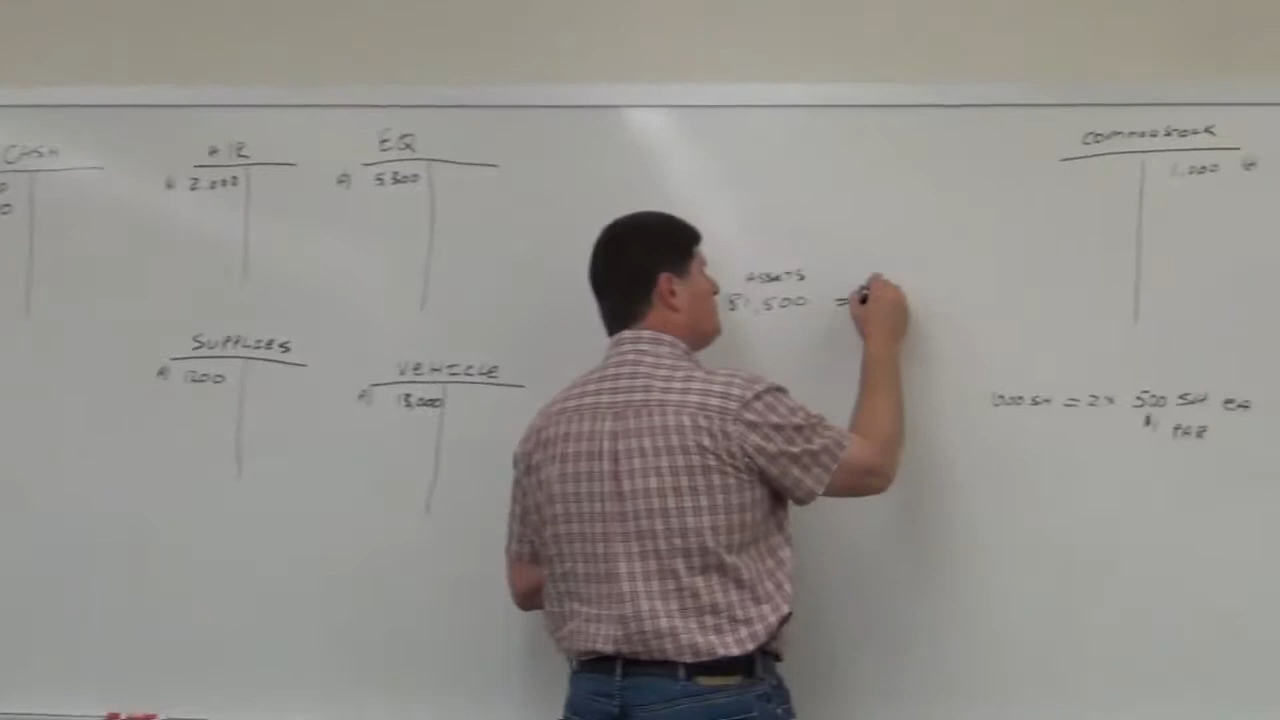 CASH
A/R
2,000
EQ
A) 5,300
COMMON STOCK
1,000
ASSETS
81,500 =
SUPPLIES
A) 1200
VEHICLE
A) 13,000
1000 SH = 2 x 500 SH EA
$1 PAR